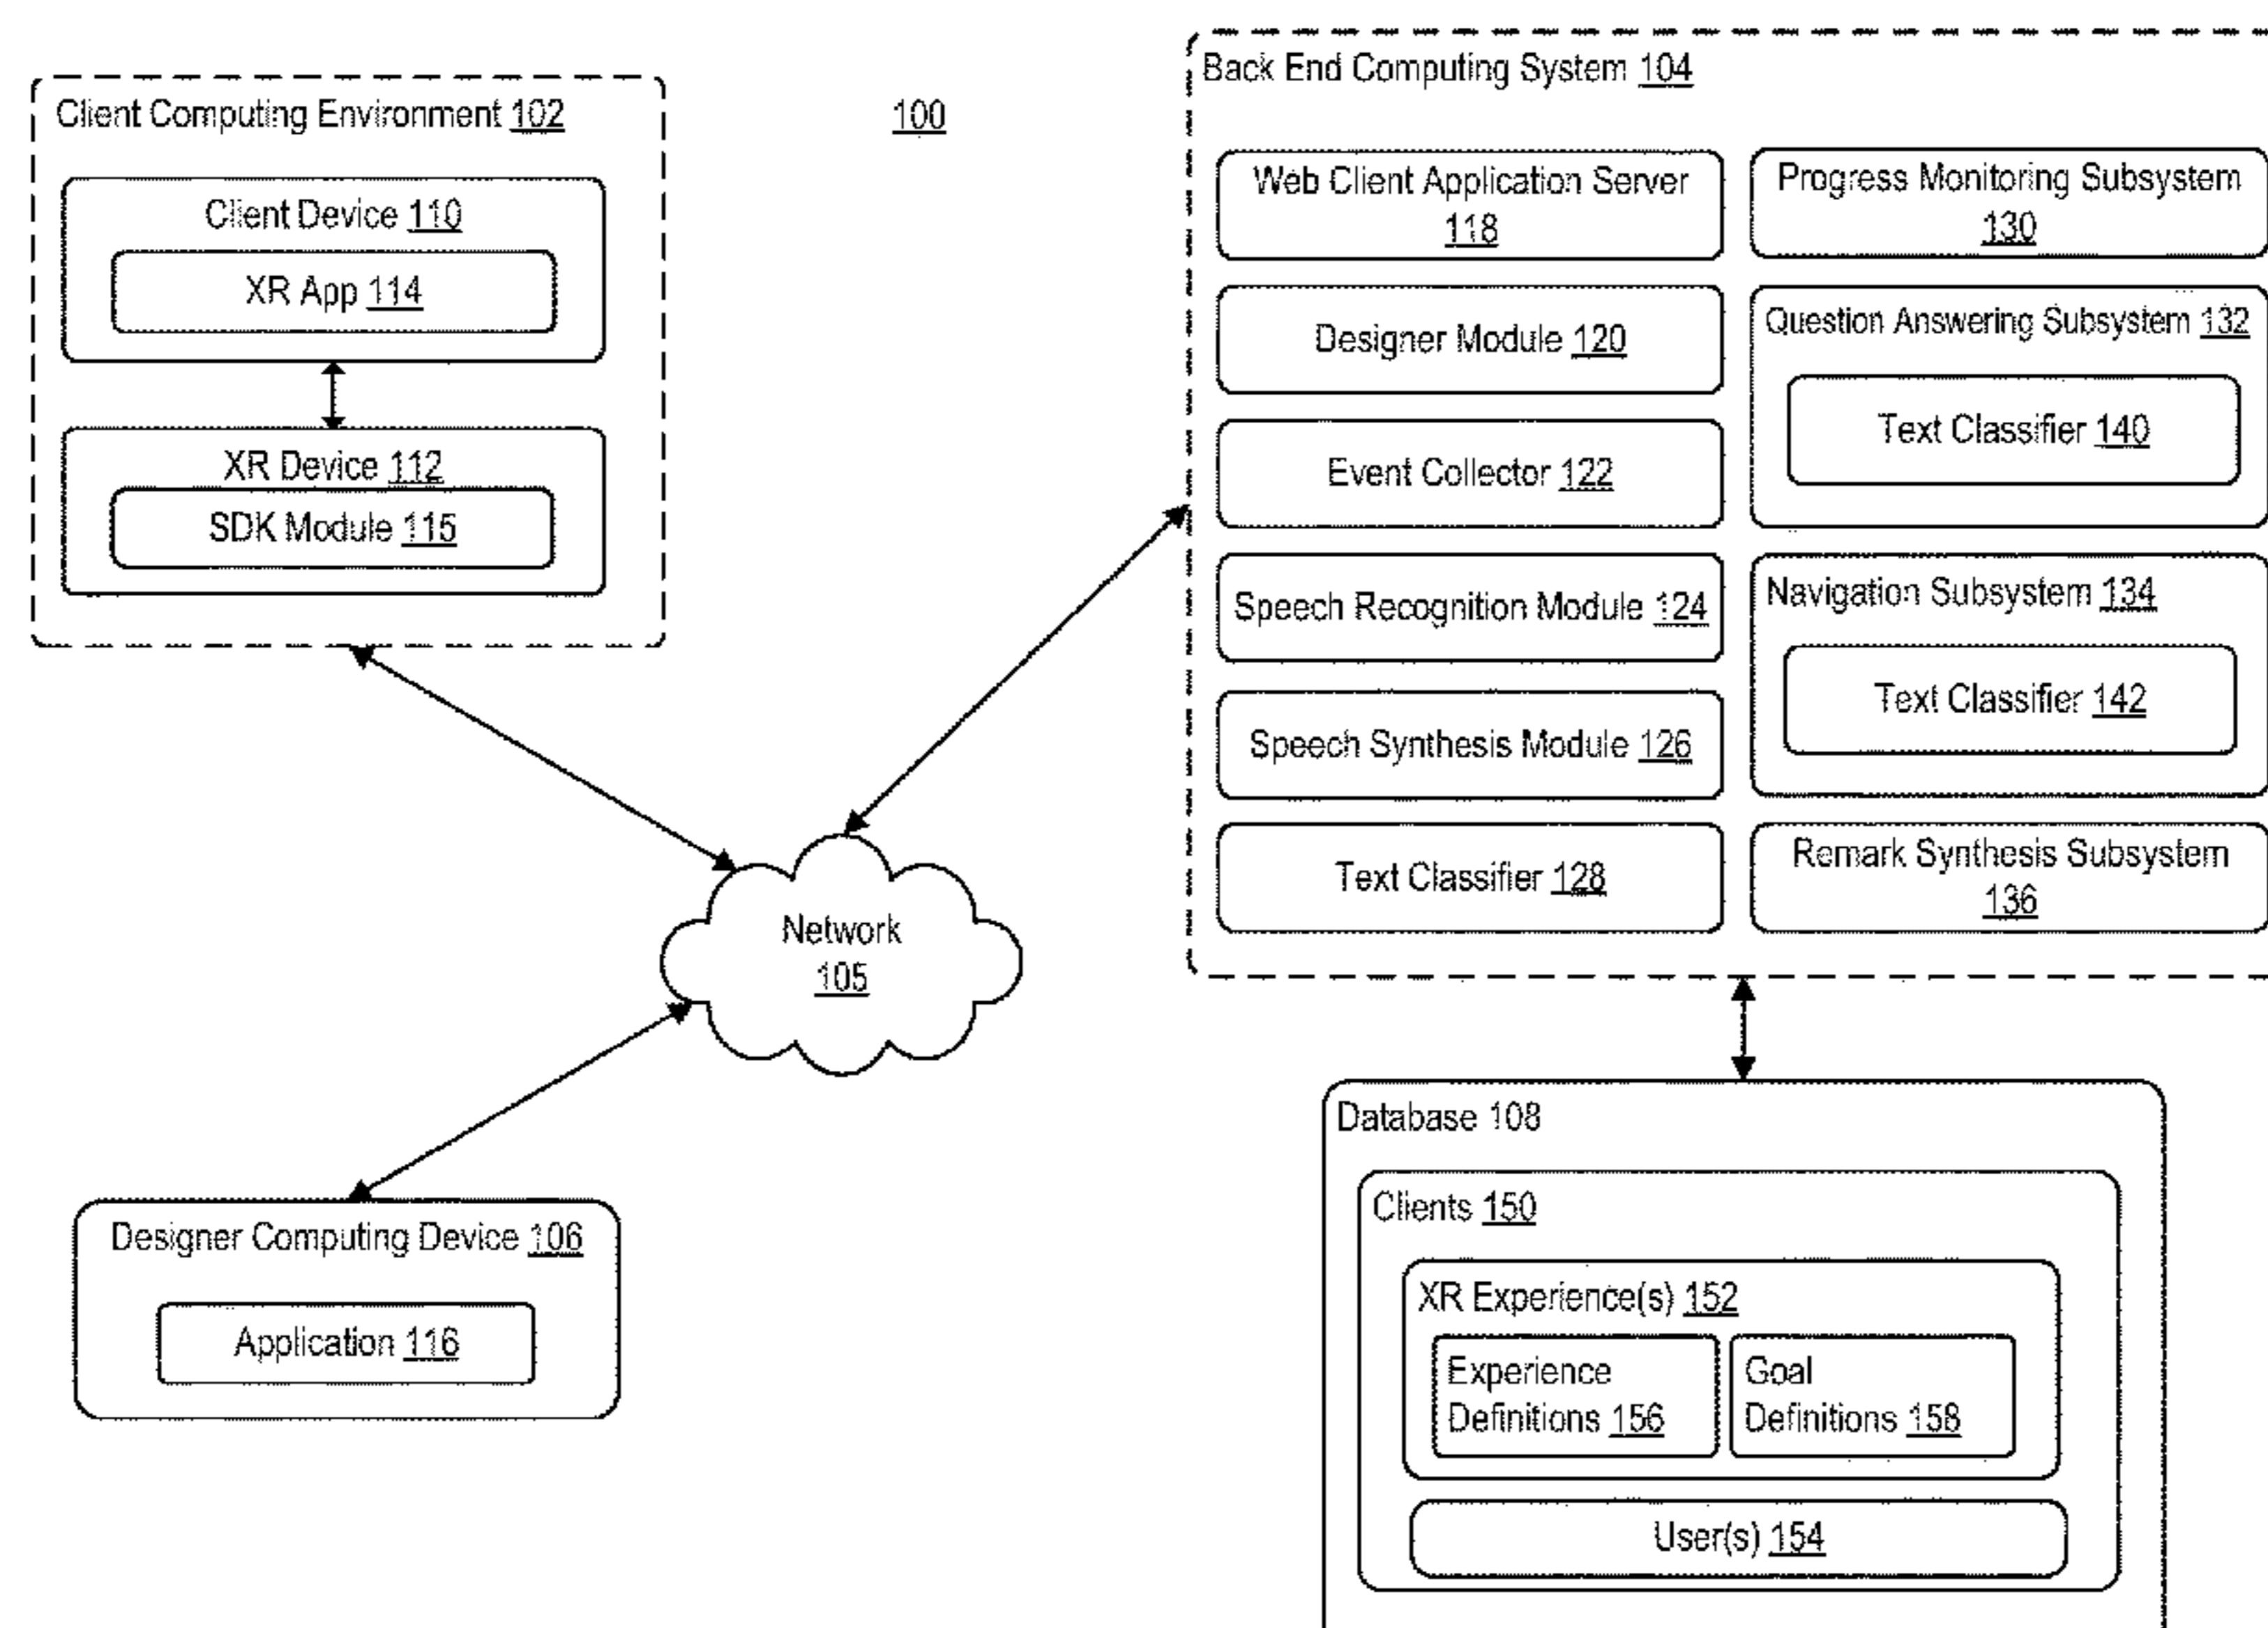 Client Computing Environment 102
Client Device 110
XR App 114
XR Device 112
SDK Module 115
100
Back End Computing System 104
Web Client Application Server
118
Designer Module 120
Event Collector 122
Speech Recognition Module 124
Speech Synthesis Module 126
Text Classifier 128
Progress Monitoring Subsystem
130
Question Answering Subsystem 132
Text Classifier 140
Navigation Subsystem 134
Text Classifier 142
Remark Synthesis Subsystem
136
Network
105
Designer Computing Device 106
Application 116
Database 108
Clients 150
XR Experience(s) 152
Experience
Definitions 156
Goal
Definitions 158
User(s) 154